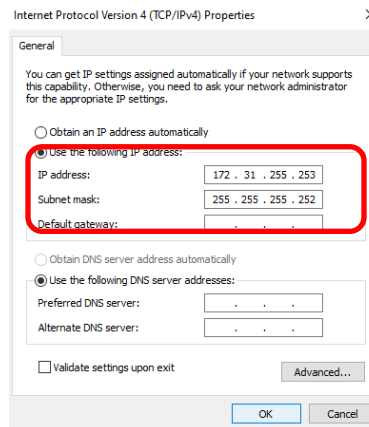 Internet Protocol Version 4 (TCP/IPv4) Properties
General
You can get IP settings assigned automatically if your network supports
this capability. Otherwise, you need to ask your network administrator
for the appropriate IP settings.
Obtain an IP address automatically
Use the following IP address:
IP address: 172 . 31 . 255 . 253
Subnet mask: 255 . 255 . 255 . 252
Default gateway: . . .
Obtain DNS server address automatically
Use the following DNS server addresses:
Preferred DNS server: . . .
Alternate DNS server: . . .
Validate settings upon exit
Advanced...
OK Cancel